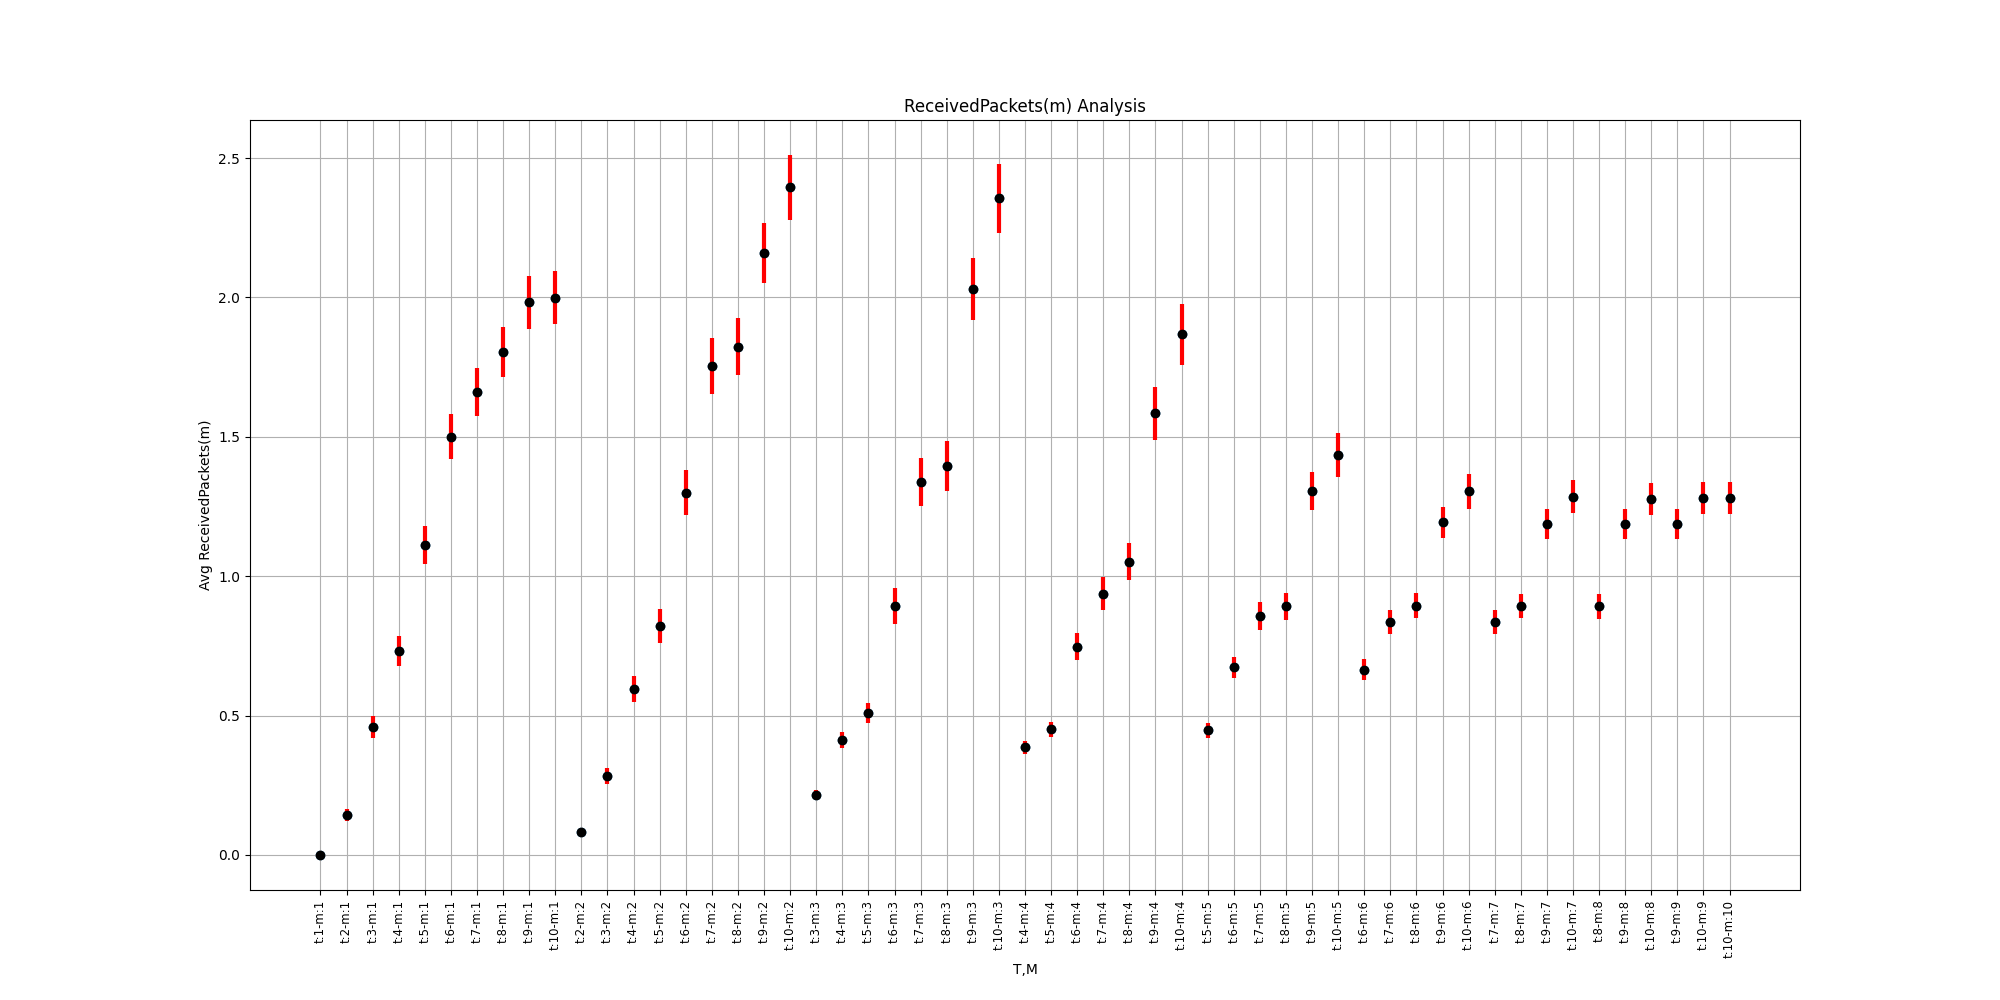 ReceivedPackets(m) Analysis
Avg ReceivedPackets(m)
2.5
2.0
1.5
1.0
0.5
0.0
t:1-m:1
t:2-m:1
t:3-m:1
t:4-m:1
t:5-m:1
t:6-m:1
t:7-m:1
t:8-m:1
t:9-m:1
t:10-m:1
t:2-m:2
t:3-m:2
t:4-m:2
t:5-m:2
t:6-m:2
t:7-m:2
t:8-m:2
t:9-m:2
t:10-m:2
t:3-m:3
t:4-m:3
t:5-m:3
t:6-m:3
t:7-m:3
t:8-m:3
t:9-m:3
t:10-m:3
t:4-m:4
t:5-m:4
t:6-m:4
t:7-m:4
t:8-m:4
t:9-m:4
t:10-m:4
t:5-m:5
t:6-m:5
t:7-m:5
t:8-m:5
t:9-m:5
t:10-m:5
t:6-m:6
t:7-m:6
t:8-m:6
t:9-m:6
t:10-m:6
t:7-m:7
t:8-m:7
t:9-m:7
t:10-m:7
t:8-m:8
t:9-m:8
t:10-m:8
t:9-m:9
t:10-m:9
t:10-m:10
T,M